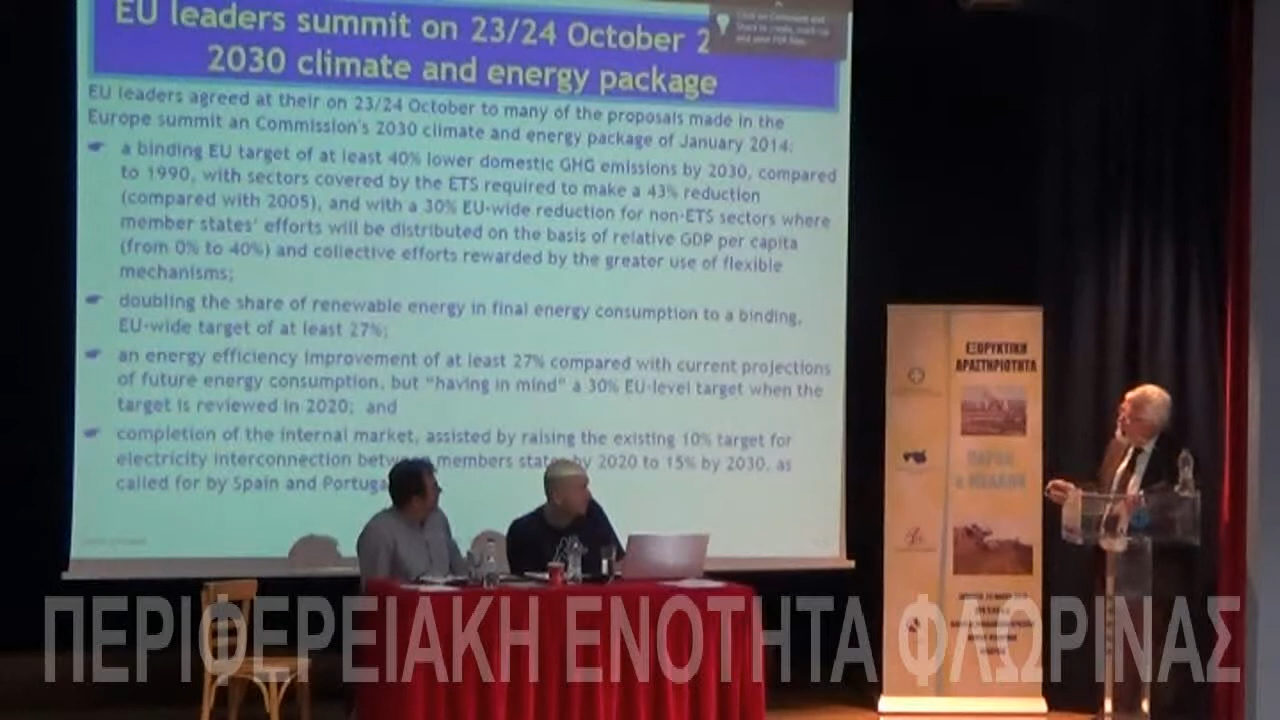 EU leaders summit on 23/24 October 2
2030 climate and energy package
EU leaders agreed at their on 23/24 October to many of the proposals made in the
Europe summit an Commission's 2030 climate and energy package of January 2014:
a binding EU target of at least 40% lower domestic GHG emissions by 2030, compared
to 1990, with sectors covered by the ETS required to make a 43% reduction
(compared with 2005), and with a 30% EU-wide reduction for non-ETS sectors where
member states' efforts will be distributed on the basis of relative GDP per capita
(from 0% to 40%) and collective efforts rewarded by the greater use of flexible
mechanisms;
doubling the share of renewable energy in final energy consumption to a binding,
EU-wide target of at least 27%;
an energy efficiency improvement of at least 27% compared with current projections
of future energy consumption, but "having in mind" a 30% EU-level target when the
target is reviewed in 2020; and
completion of the internal market, assisted by raising the existing 10% target for
electricity interconnection between members states by 2020 to 15% by 2030, as
called for by Spain and Portuga
ΕΞΟΡΥΚΤΙΚΗ
ΔΡΑΣΤΗΡΙΟΤΗΤΑ
ΠΕΡΙΦΕΡΕΙΑΚΗ ΕΝΟΤΗΤΑ ΦΛΩΡΙΝΑΣ